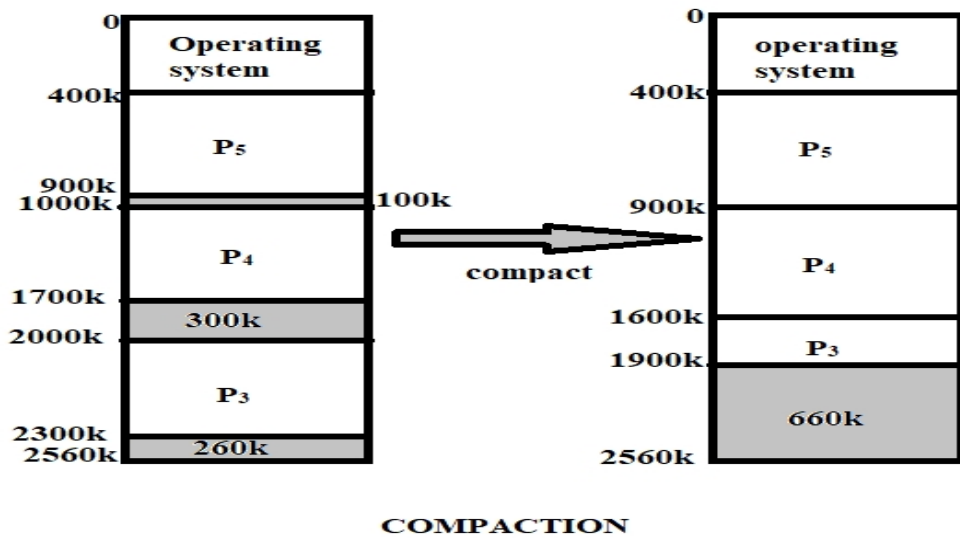 0
Operating
system
400k
P₅
900k
1000k
100k
P₄
1700k
300k
2000k
P₃
2300k
260k
2560k
compact
0
operating
system
400k
P₅
900k
P₄
1600k
P₃
1900k
660k
2560k
COMPACTION